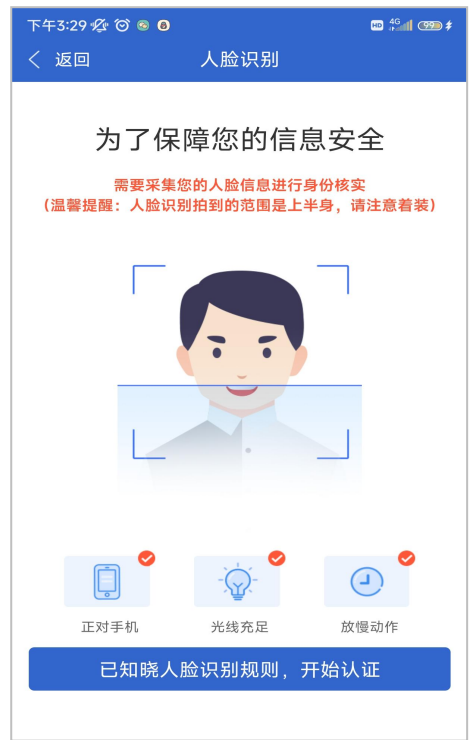 下午3:29
HD 4G 99
返回 人脸识别
为了保障您的信息安全
需要采集您的人脸信息进行身份核实
(温馨提醒：人脸识别拍到的范围是上半身，请注意着装)
正对手机 光线充足 放慢动作
已知晓人脸识别规则，开始认证